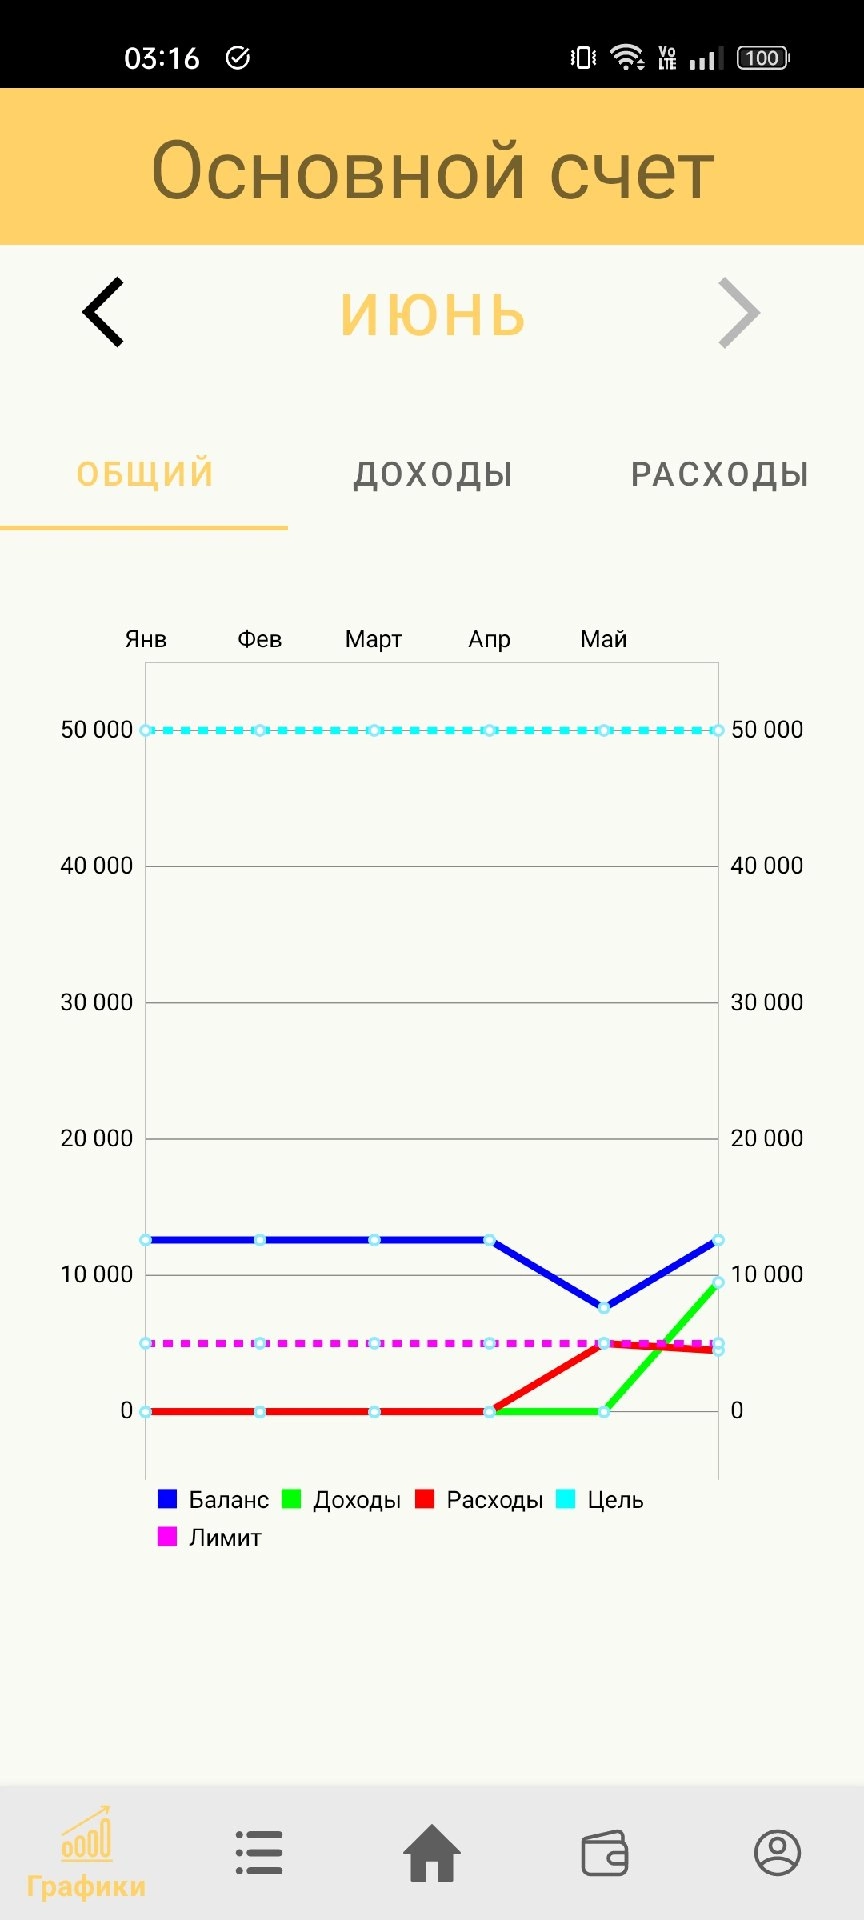 03:16 Vo LTE 100
Основной счет
ИЮНЬ
ОБЩИЙ ДОХОДЫ РАСХОДЫ
Янв Фев Март Апр Май
50 000 50 000
40 000 40 000
30 000 30 000
20 000 20 000
10 000 10 000
0 0
Баланс Доходы Расходы Цель
Лимит
Графики